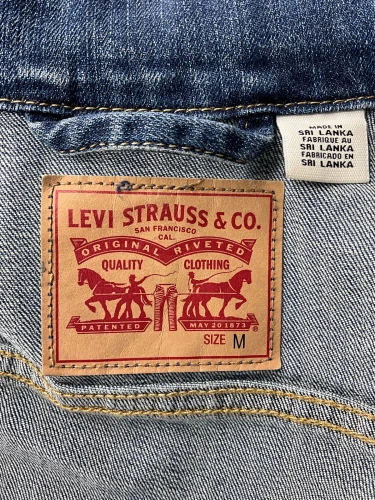 MADE IN
SRI LANKA
FABRIQUE AU
SRI LANKA
FABRICADO EN
SRI LANKA
LEVI STRAUSS & CO.
SAN FRANCISCO
CAL.
ORIGINAL RIVETED
QUALITY CLOTHING
PATENTED MAY 20 1873 ®
SIZE M